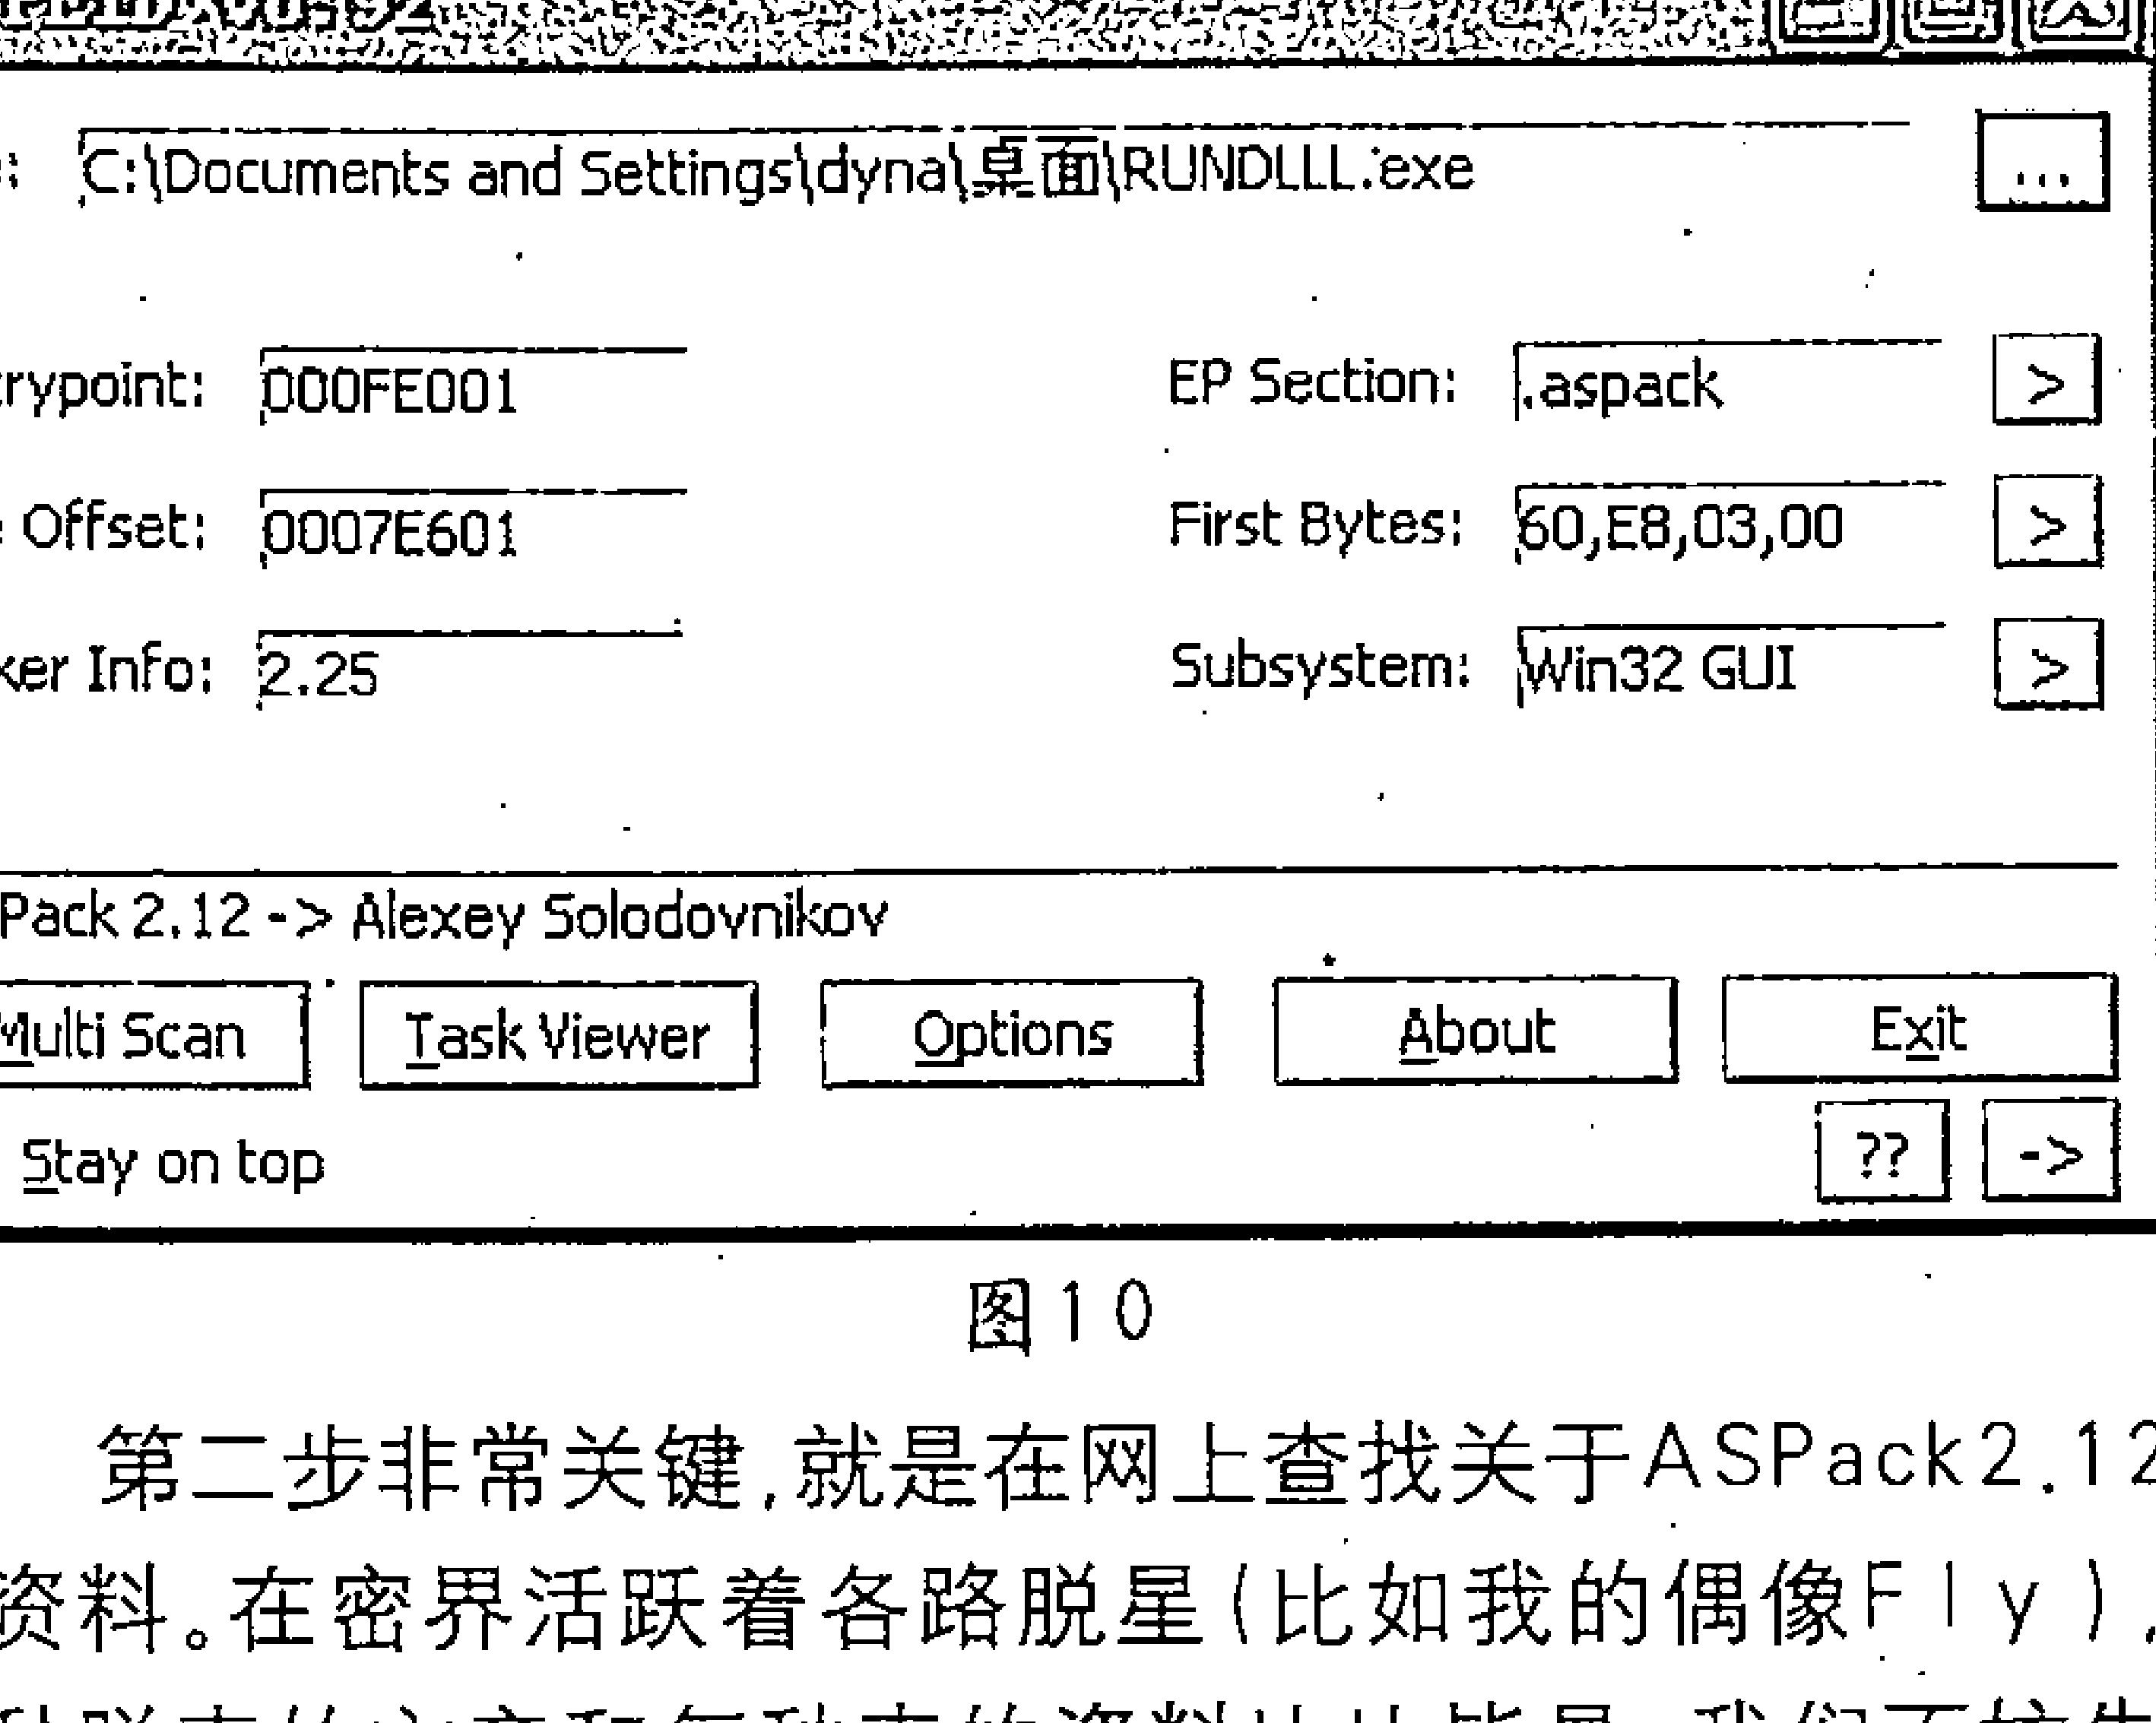 v0.92
: C:\Documents and Settings\dyna\桌面\RUNDLLL.exe ...
rypoint: 000FE001 EP Section: .aspack >
Offset: 0007E601 First Bytes: 60,E8,03,00 >
ker Info: 2.25 Subsystem: Win32 GUI >
Pack 2.12 -> Alexey Solodovnikov
Multi Scan Task Viewer Options About Exit
Stay on top ?? ->
图10
第二步非常关键,就是在网上查找关于ASPack2.12
资料。在密界活跃着各路脱星(比如我的偶像Fly),